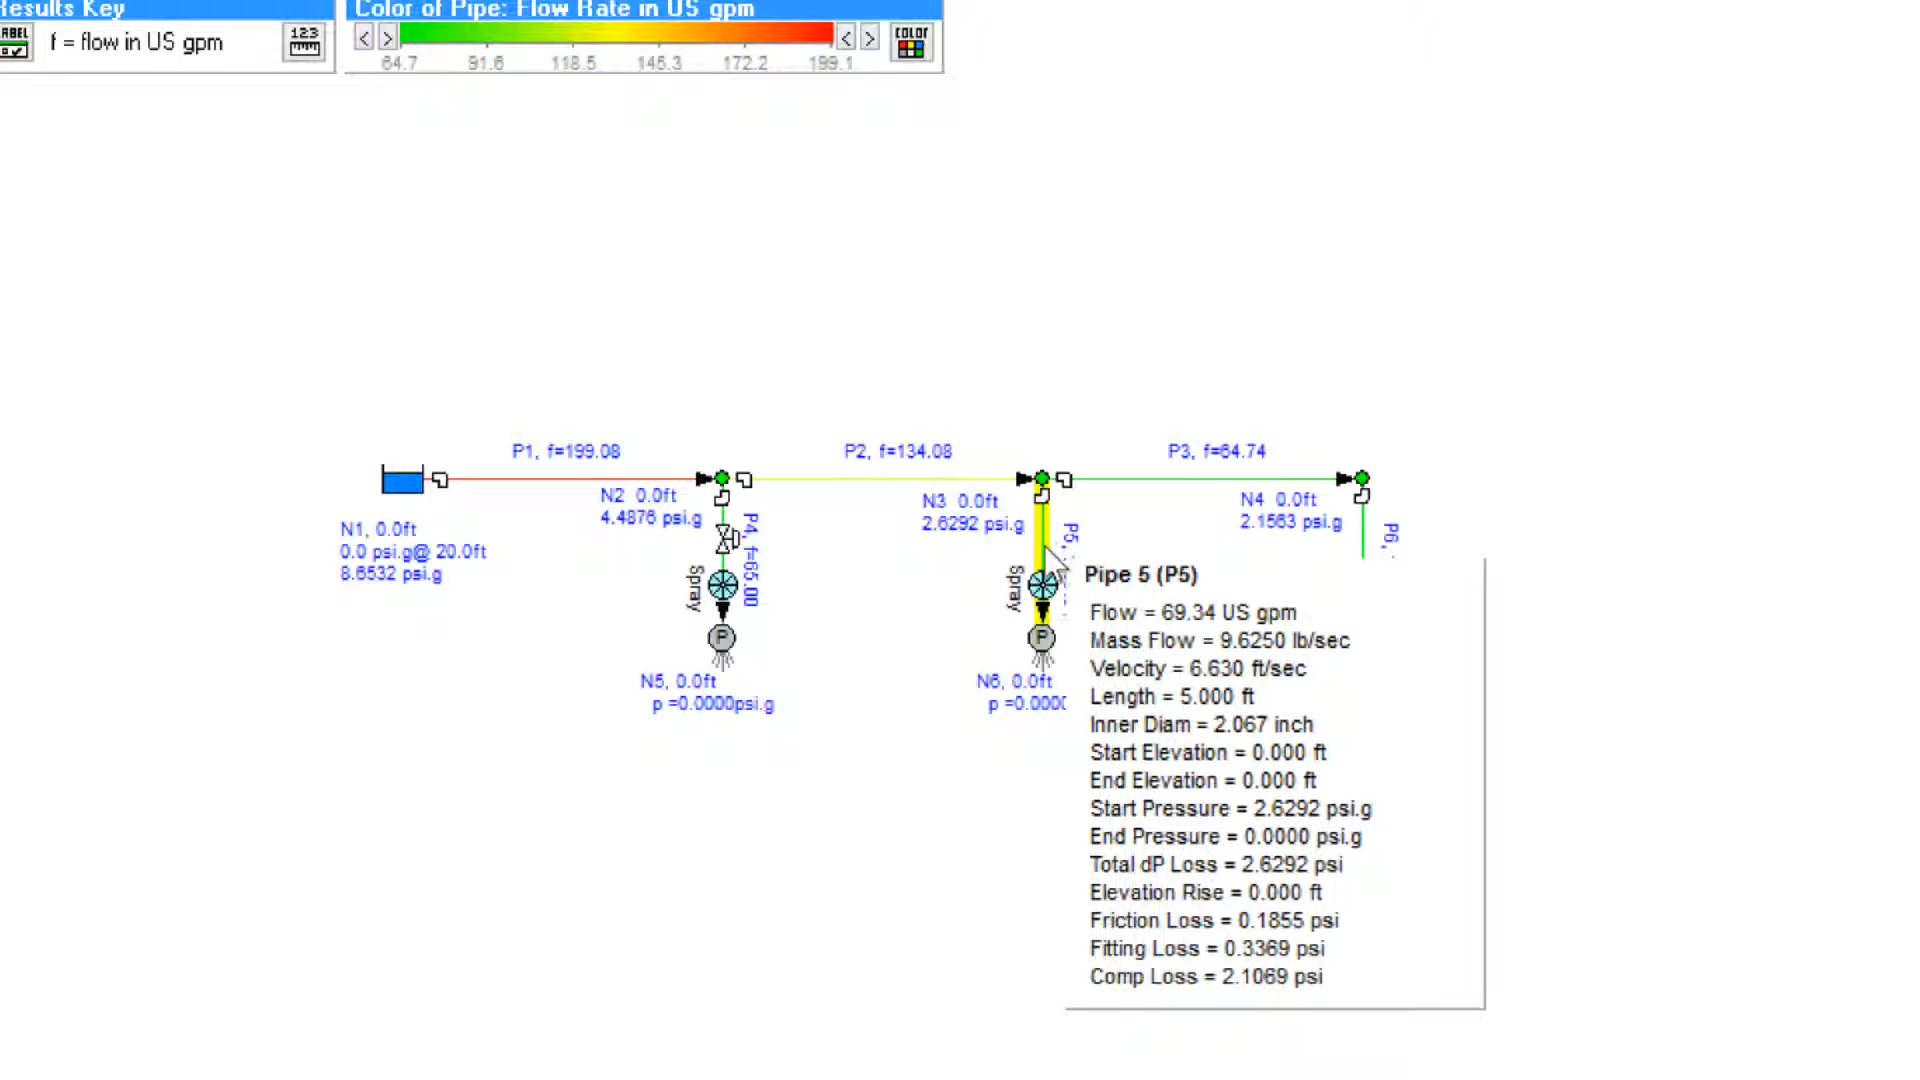 Results Key
Color of Pipe: Flow Rate in US gpm
ABEL
f = flow in US gpm
123
< >
< >
COLOR
64.7 91.6 118.5 145.3 172.2 199.1
P1, f=199.08
P2, f=134.08
P3, f=64.74
N2 0.0ft
4.4876 psi.g
N3 0.0ft
2.6292 psi.g
N4 0.0ft
2.1563 psi.g
N1, 0.0ft
0.0 psi.g@ 20.0ft
8.6532 psi.g
P4, f=65.00
P5,
P6,
Spray
Spray
P
P
N5, 0.0ft
p =0.0000psi.g
N6, 0.0ft
p =0.000
Pipe 5 (P5)
Flow = 69.34 US gpm
Mass Flow = 9.6250 lb/sec
Velocity = 6.630 ft/sec
Length = 5.000 ft
Inner Diam = 2.067 inch
Start Elevation = 0.000 ft
End Elevation = 0.000 ft
Start Pressure = 2.6292 psi.g
End Pressure = 0.0000 psi.g
Total dP Loss = 2.6292 psi
Elevation Rise = 0.000 ft
Friction Loss = 0.1855 psi
Fitting Loss = 0.3369 psi
Comp Loss = 2.1069 psi